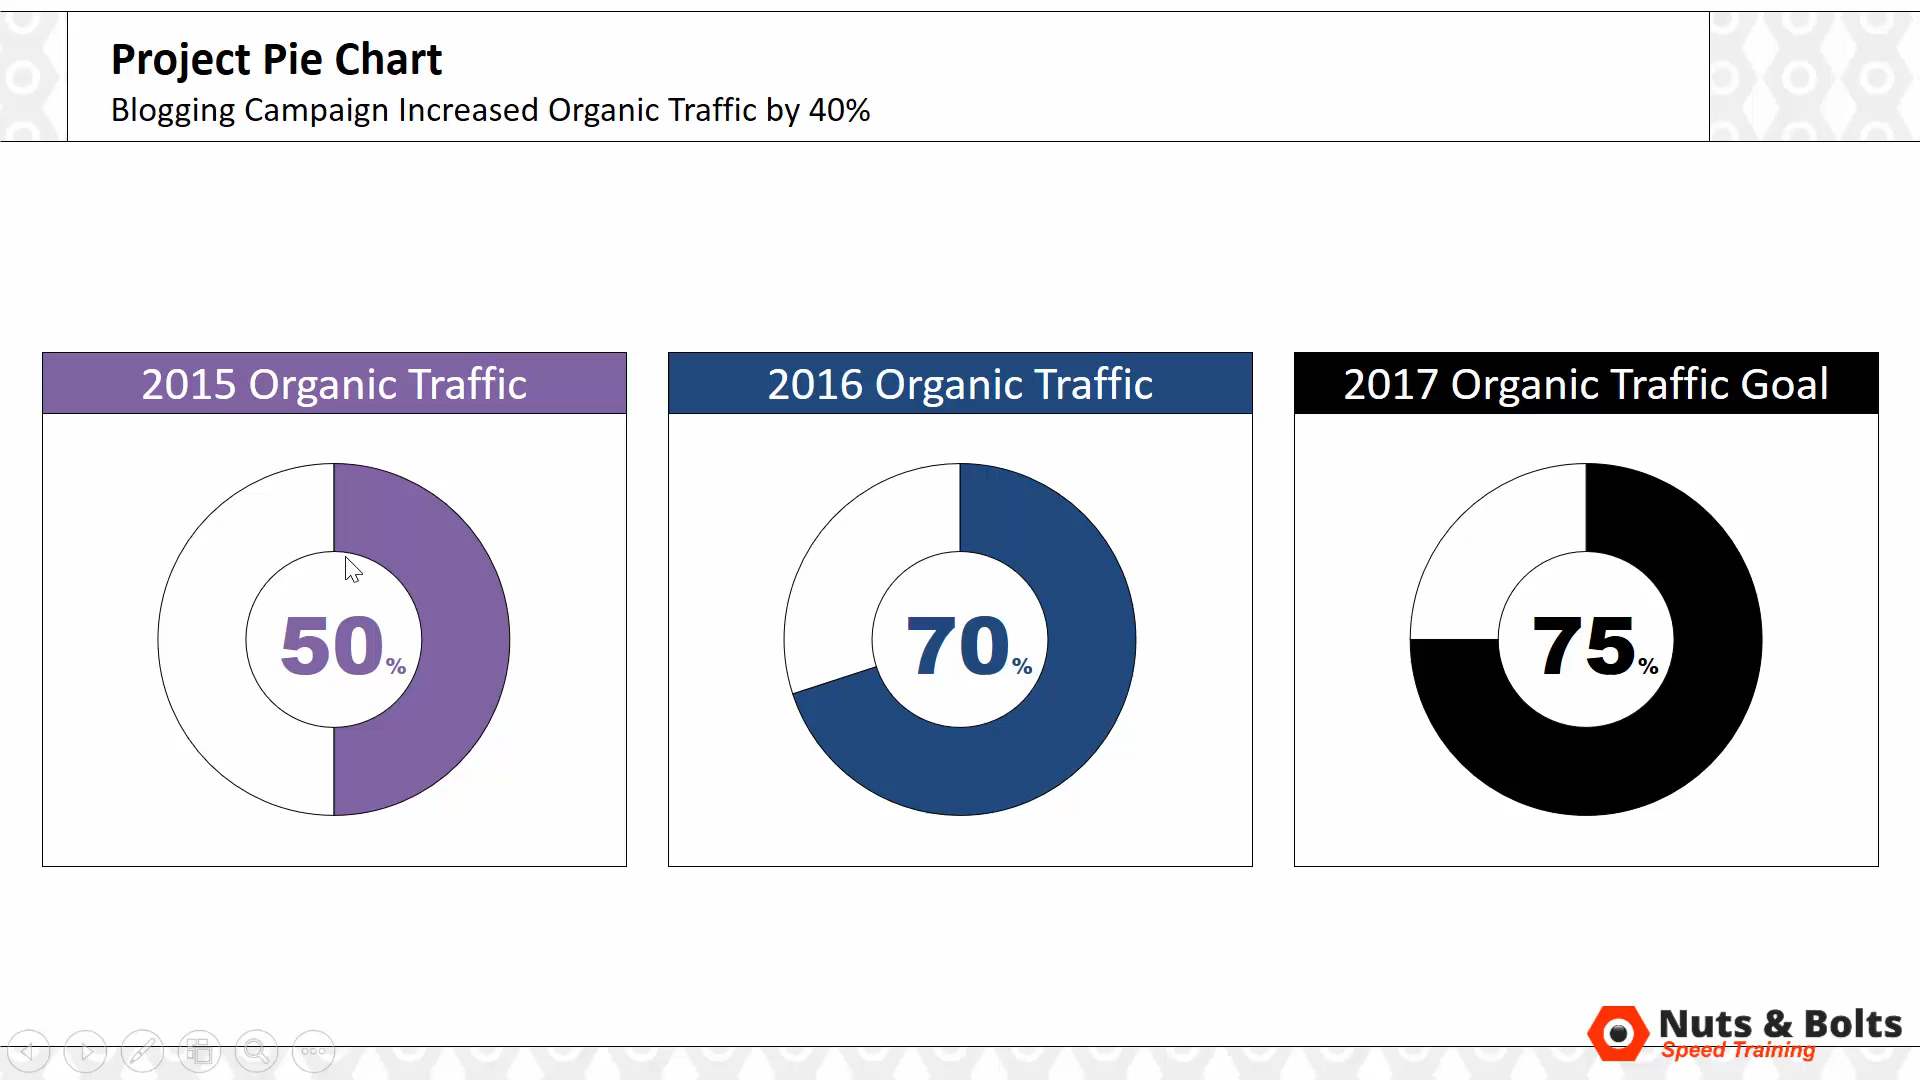 Project Pie Chart
Blogging Campaign Increased Organic Traffic by 40%
2015 Organic Traffic
50%
2016 Organic Traffic
70%
2017 Organic Traffic Goal
75%
Nuts & Bolts
Speed Training